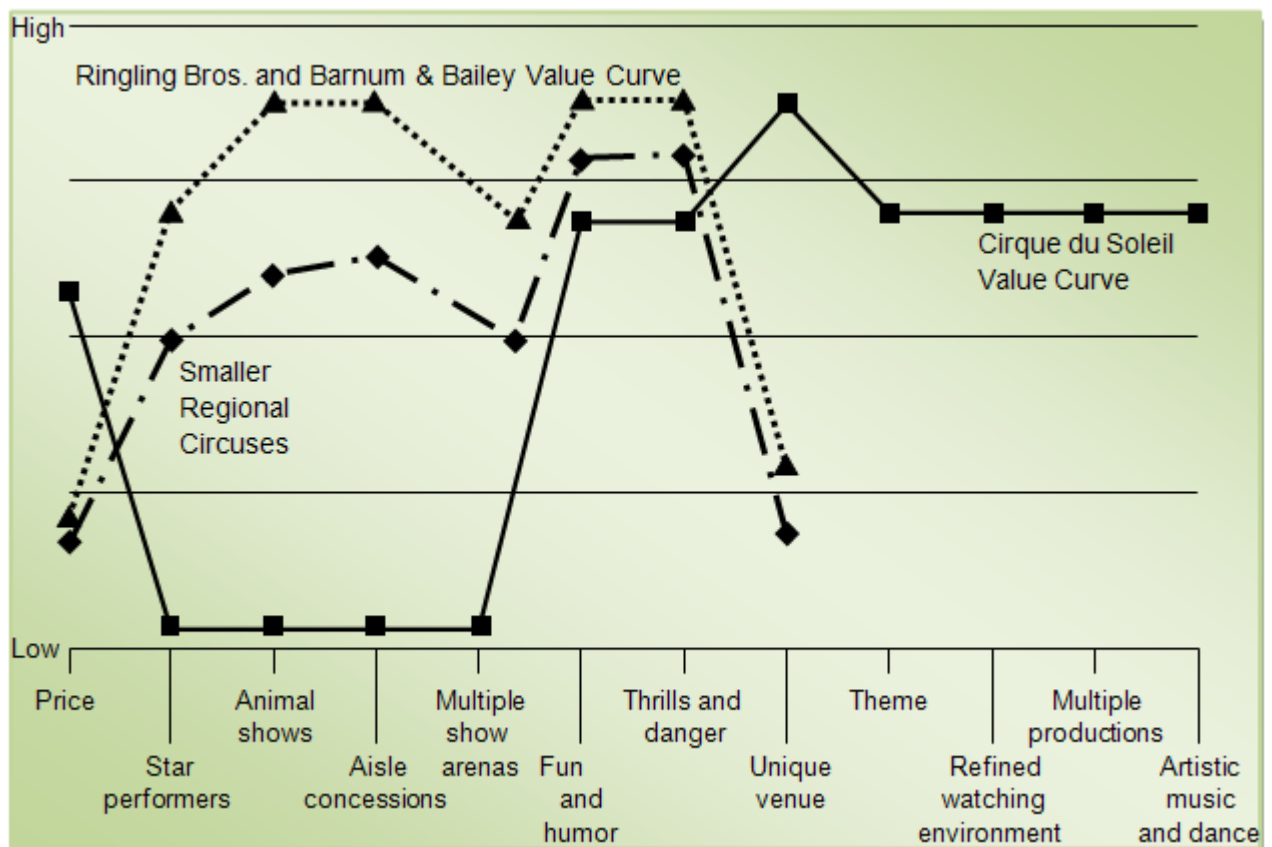 High
Ringling Bros. and Barnum & Bailey Value Curve
Cirque du Soleil
Value Curve
Smaller
Regional
Circuses
Low
Price
Star
performers
Animal
shows
Aisle
concessions
Multiple
show
arenas
Fun
and
humor
Thrills and
danger
Unique
venue
Theme
Refined
watching
environment
Multiple
productions
Artistic
music
and dance